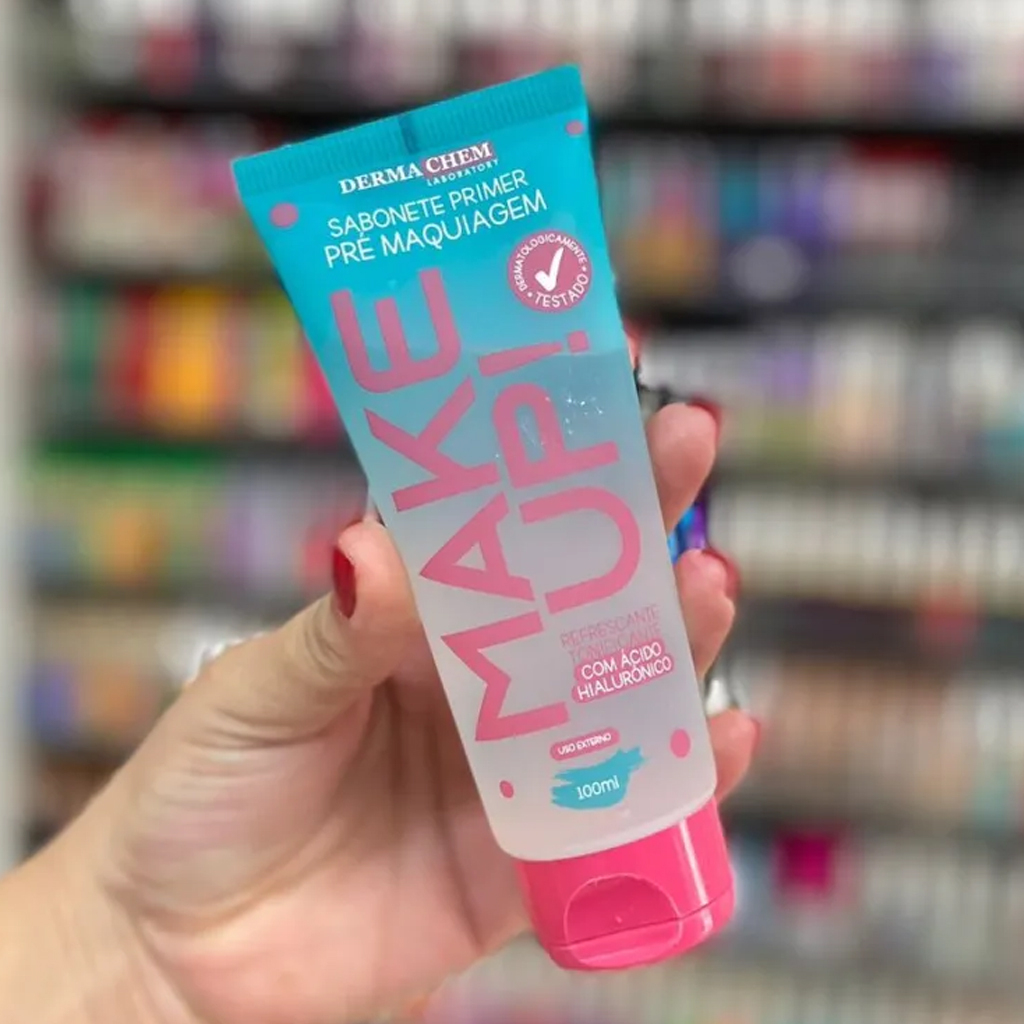 DERMA CHEM
LABORATORY
SABONETE PRIMER
PRÉ MAQUIAGEM
DERMATOLOGICAMENTE
TESTADO
MAKE
UP!
REFRESCANTE
TONIFICANTE
COM ÁCIDO
HIALURÔNICO
USO EXTERNO
100ml